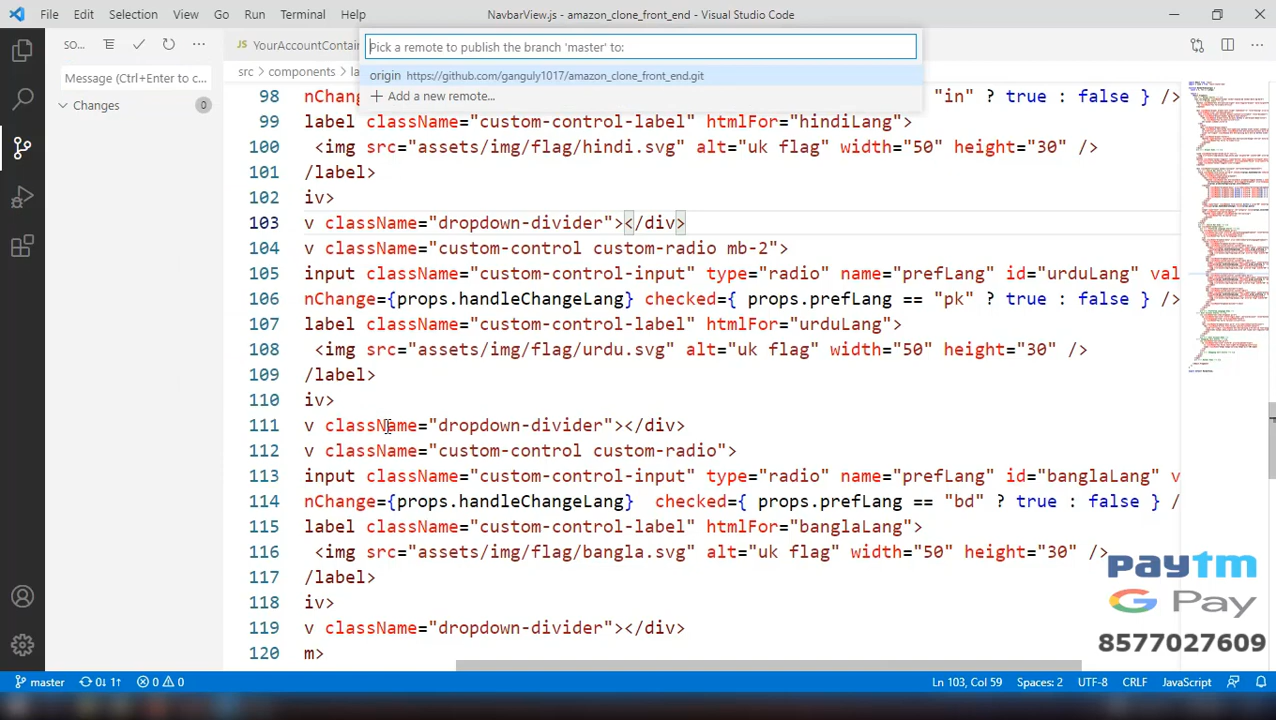 File Edit Selection View Go Run Terminal Help NavbarView.js - amazon_clone_front_end - Visual Studio Code
Pick a remote to publish the branch 'master' to:
origin https://github.com/ganguly1017/amazon_clone_front_end.git
+ Add a new remote...
SO... ...
JS YourAccountContai
Message (Ctrl+Enter to c...
src > components > la
Changes 0
98 nChang "in" ? true : false } />
99 label className="custom-control-label" htmlFor="hindiLang">
100 <img src="assets/img/flag/hindi.svg" alt="uk flag" width="50" height="30" />
101 /label>
102 iv>
103 v className="dropdown-divider"></div>
104 v className="custom-control custom-radio mb-2">
105 input className="custom-control-input" type="radio" name="prefLang" id="urduLang" val
106 nChange={props.handleChangeLang} checked={ props.prefLang == "pk" ? true : false } />
107 label className="custom-control-label" htmlFor="urduLang">
108 <img src="assets/img/flag/urdu.svg" alt="uk flag" width="50" height="30" />
109 /label>
110 iv>
111 v className="dropdown-divider"></div>
112 v className="custom-control custom-radio">
113 input className="custom-control-input" type="radio" name="prefLang" id="banglaLang" v
114 nChange={props.handleChangeLang}  checked={ props.prefLang == "bd" ? true : false } /
115 label className="custom-control-label" htmlFor="banglaLang">
116 <img src="assets/img/flag/bangla.svg" alt="uk flag" width="50" height="30" />
117 /label>
118 iv>
119 v className="dropdown-divider"></div>
120 m>
paytm
G Pay
8577027609
master 0↓ 1↑ 0 0 Ln 103, Col 59 Spaces: 2 UTF-8 CRLF JavaScript